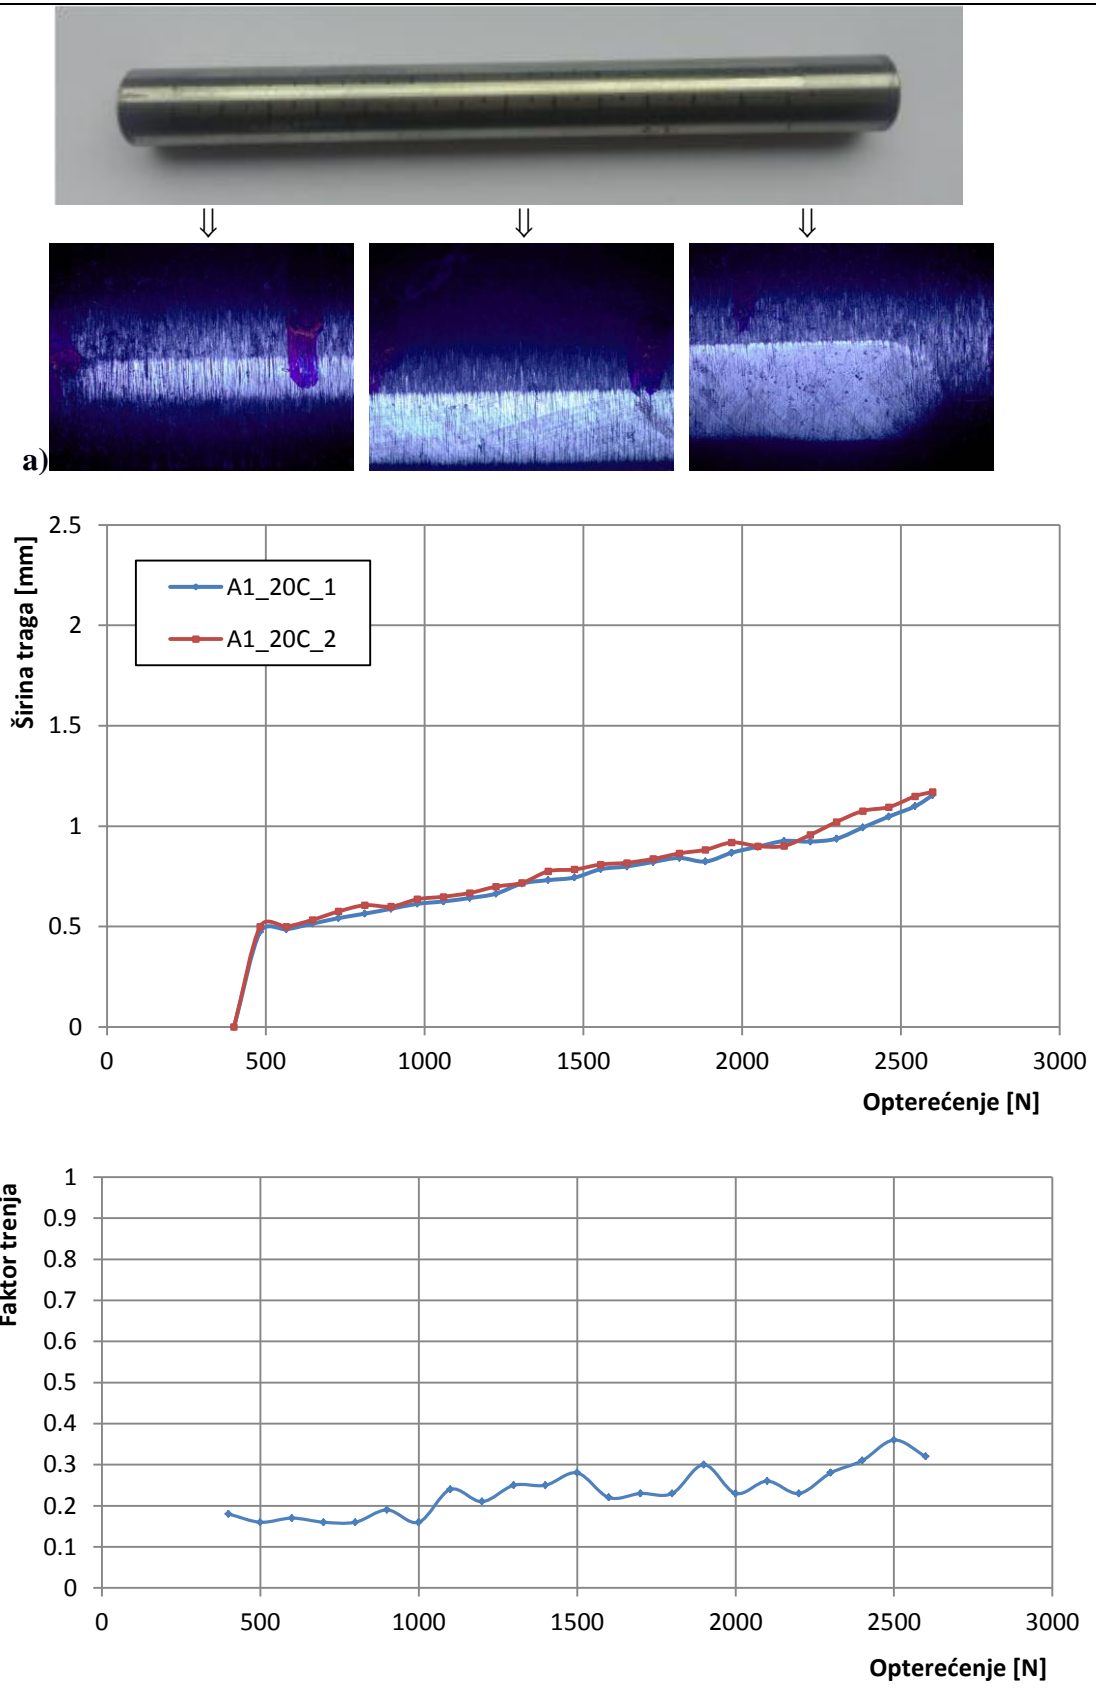 ⇓ ⇓ ⇓
a)
Širina traga [mm]
2.5
2
1.5
1
0.5
0
A1_20C_1
A1_20C_2
0 500 1000 1500 2000 2500 3000
Opterećenje [N]
Faktor trenja
1
0.9
0.8
0.7
0.6
0.5
0.4
0.3
0.2
0.1
0
0 500 1000 1500 2000 2500 3000
Opterećenje [N]